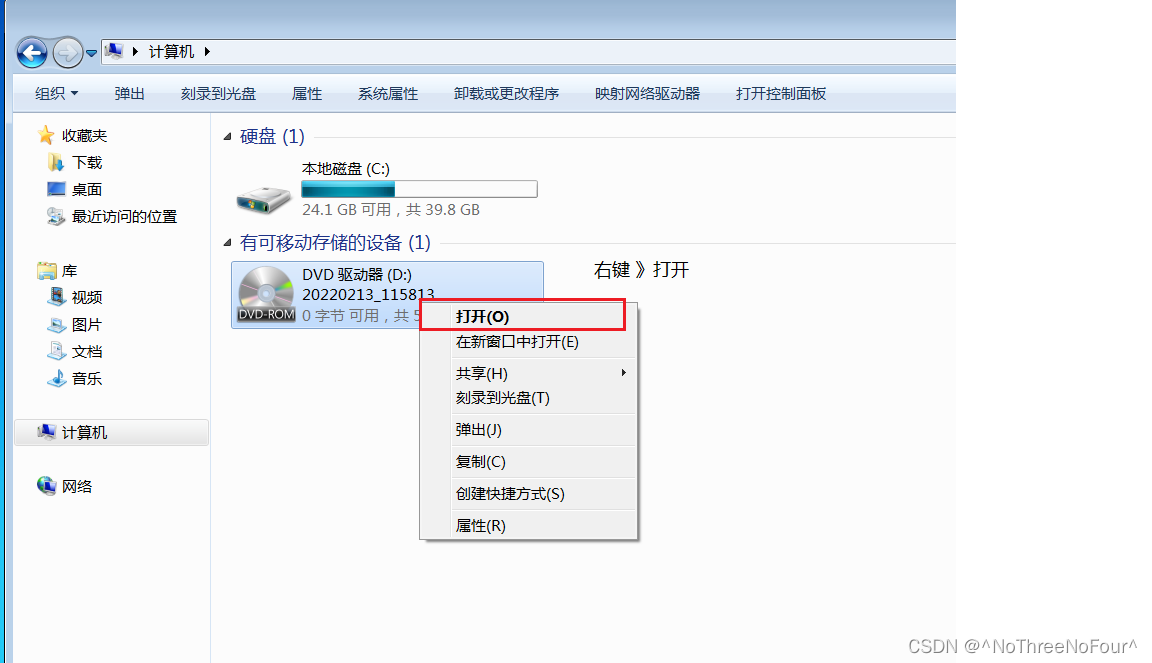 计算机
组织 弹出 刻录到光盘 属性 系统属性 卸载或更改程序 映射网络驱动器 打开控制面板
收藏夹
下载
桌面
最近访问的位置
库
视频
图片
文档
音乐
计算机
网络
硬盘 (1)
本地磁盘 (C:)
24.1 GB 可用，共 39.8 GB
有可移动存储的设备 (1)
DVD 驱动器 (D:)
20220213_115813
DVD-ROM 0 字节 可用，共 5
右键 》打开
打开(O)
在新窗口中打开(E)
共享(H)
刻录到光盘(T)
弹出(J)
复制(C)
创建快捷方式(S)
属性(R)
CSDN @^NoThreeNoFour^